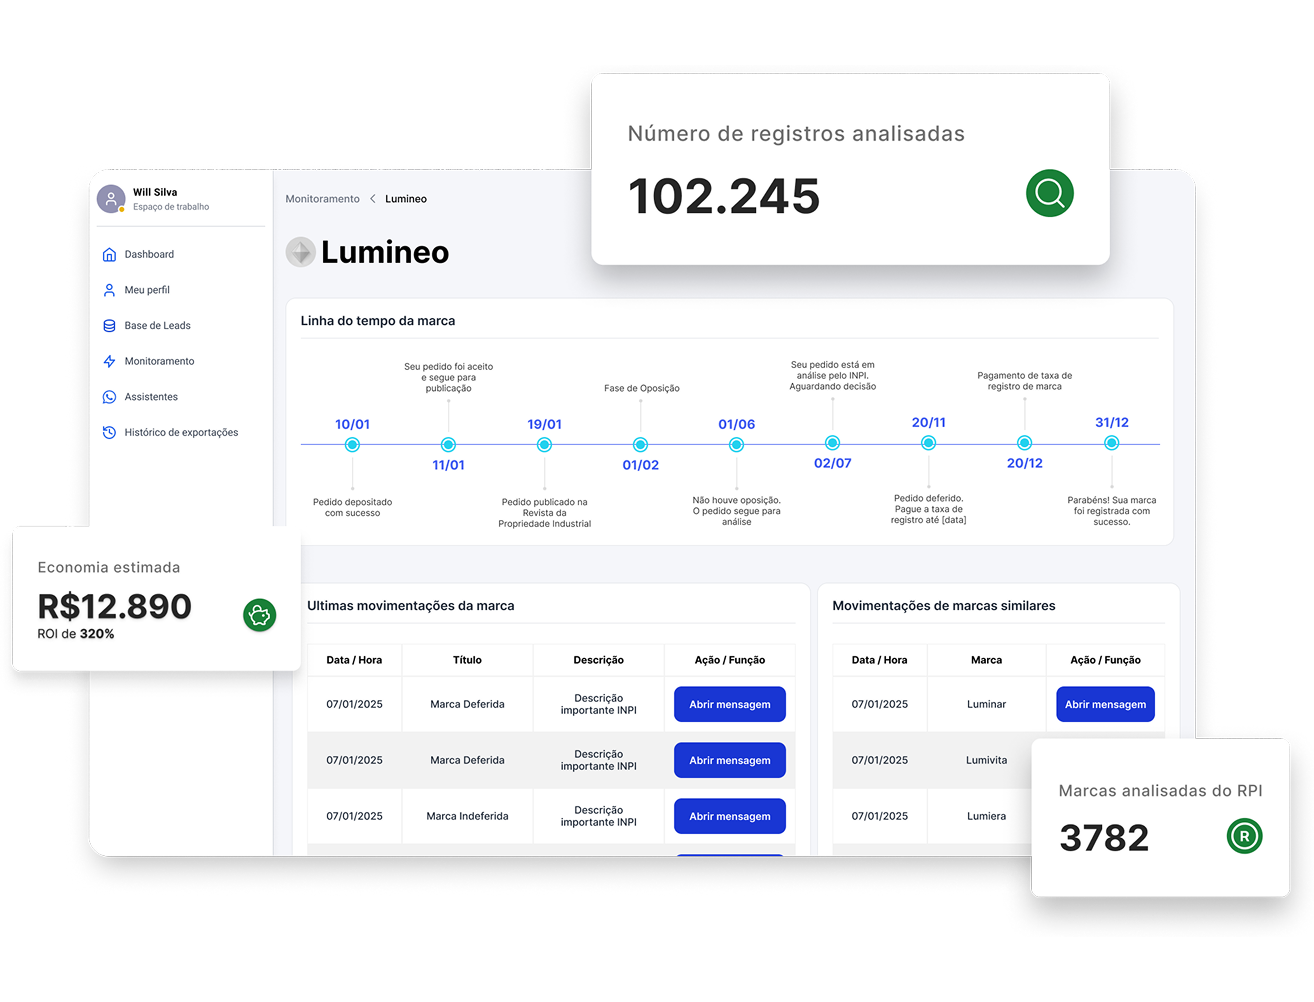 Número de registros analisadas
102.245
Will Silva
Espaço de trabalho
Dashboard
Meu perfil
Base de Leads
Monitoramento
Assistentes
Histórico de exportações
Monitoramento < Lumineo
Lumineo
Linha do tempo da marca
10/01
Pedido depositado
com sucesso
Seu pedido foi aceito
e segue para
publicação
11/01
19/01
Pedido publicado na
Revista da
Propriedade Industrial
Fase de Oposição
01/02
01/06
Não houve oposição.
O pedido segue para
análise
Seu pedido está em
análise pelo INPI.
Aguardando decisão
02/07
20/11
Pedido deferido.
Pague a taxa de
registro até [data]
Pagamento de taxa de
registro de marca
20/12
31/12
Parabéns! Sua marca
foi registrada com
sucesso.
Economia estimada
R$12.890
ROI de 320%
Ultimas movimentações da marca
Data / Hora Título Descrição Ação / Função
07/01/2025 Marca Deferida Descrição
importante INPI Abrir mensagem
07/01/2025 Marca Deferida Descrição
importante INPI Abrir mensagem
07/01/2025 Marca Indeferida Descrição
importante INPI Abrir mensagem
Movimentações de marcas similares
Data / Hora Marca Ação / Função
07/01/2025 Luminar Abrir mensagem
07/01/2025 Lumivita
07/01/2025 Lumiera
Marcas analisadas do RPI
3782
R